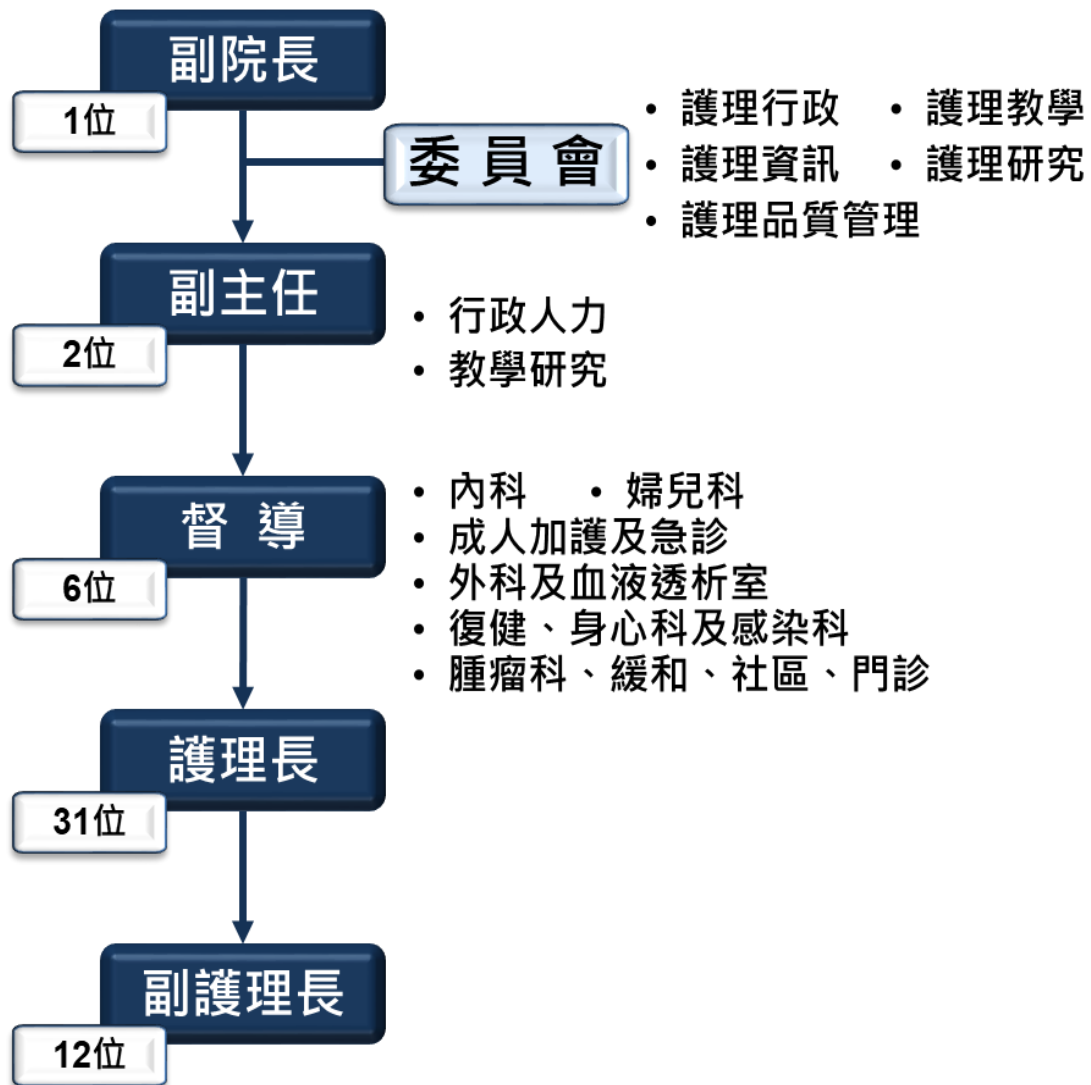 副院長
1位
委員會
• 護理行政 • 護理教學
• 護理資訊 • 護理研究
• 護理品質管理
副主任
2位
• 行政人力
• 教學研究
督導
6位
• 內科 • 婦兒科
• 成人加護及急診
• 外科及血液透析室
• 復健、身心科及感染科
• 腫瘤科、緩和、社區、門診
護理長
31位
副護理長
12位